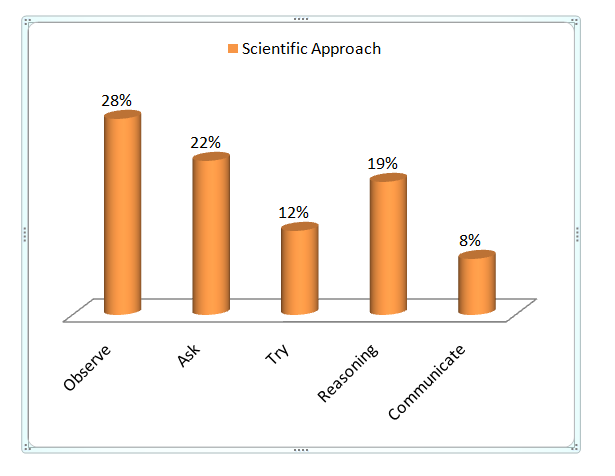 Scientific Approach
28%
22%
12%
19%
8%
Observe
Ask
Try
Reasoning
Communicate